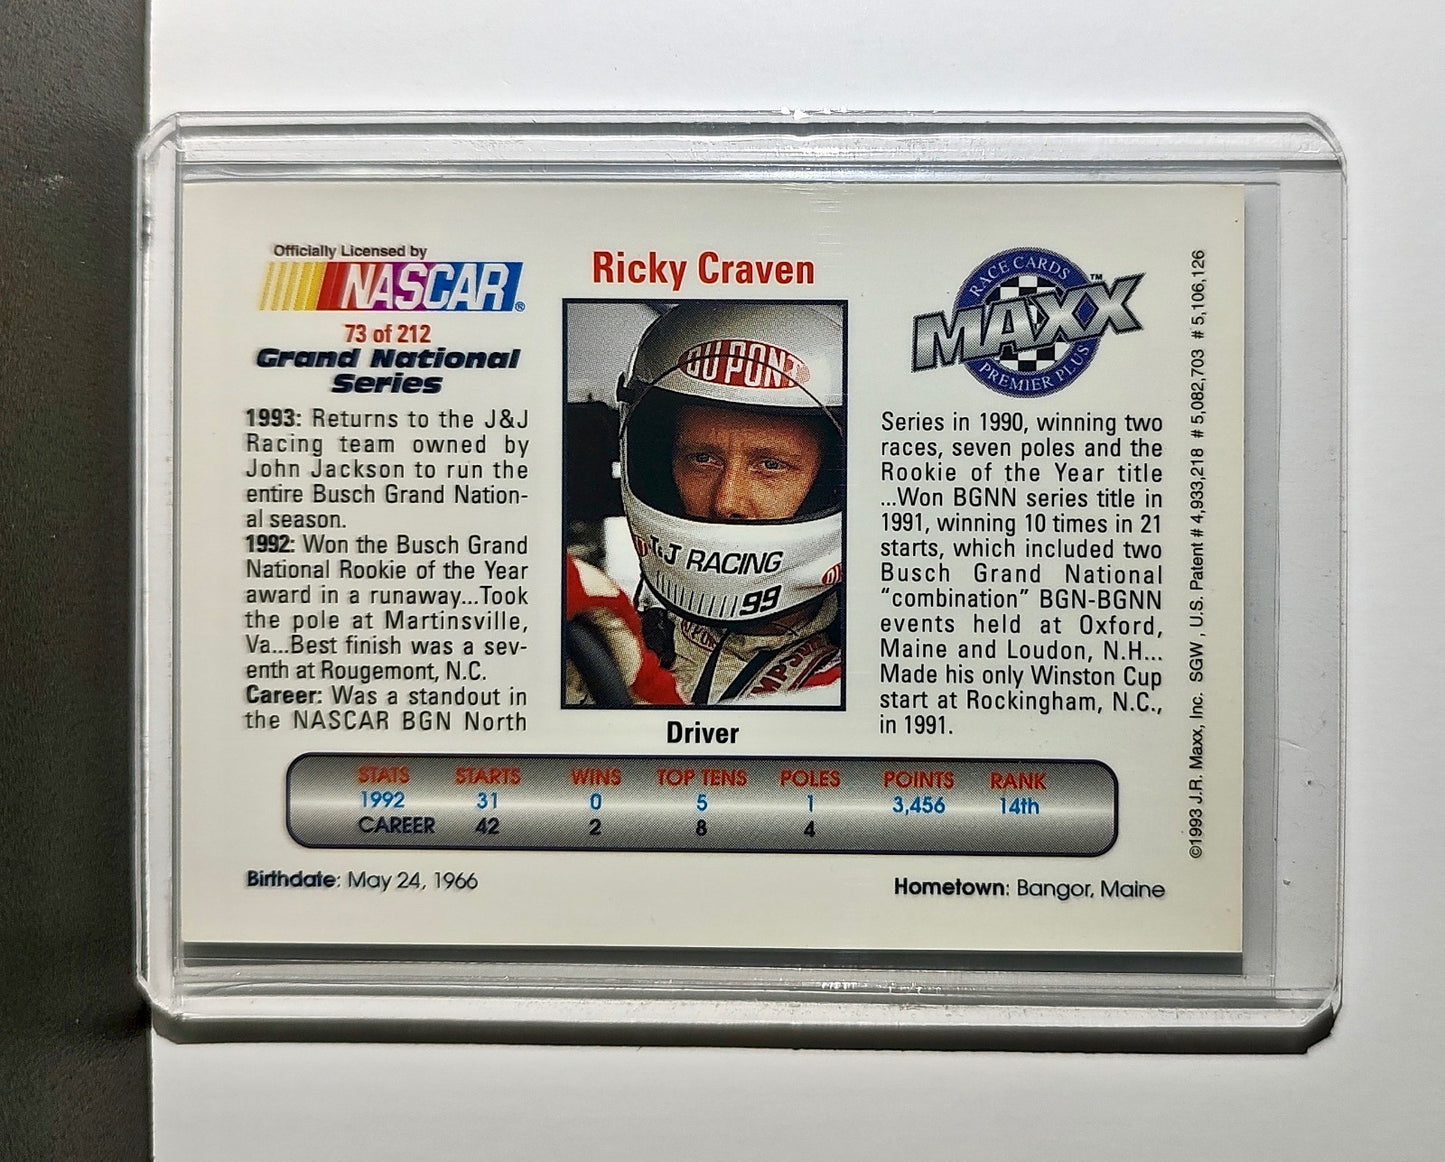 Officially Licensed by
NASCAR®
73 of 212
Grand National
Series
1993: Returns to the J&J
Racing team owned by
John Jackson to run the
entire Busch Grand Nation-
al season.
1992: Won the Busch Grand
National Rookie of the Year
award in a runaway...Took
the pole at Martinsville,
Va...Best finish was a sev-
enth at Rougemont, N.C.
Career: Was a standout in
the NASCAR BGN North
Ricky Craven
DU PONT
J&J RACING
99
Driver
RACE CARDS
MAXX™
PREMIER PLUS
Series in 1990, winning two
races, seven poles and the
Rookie of the Year title
...Won BGNN series title in
1991, winning 10 times in 21
starts, which included two
Busch Grand National
“combination” BGN-BGNN
events held at Oxford,
Maine and Loudon, N.H...
Made his only Winston Cup
start at Rockingham, N.C.,
in 1991.
STATS STARTS WINS TOP TENS POLES POINTS RANK
1992 31 0 5 1 3,456 14th
CAREER 42 2 8 4
Birthdate: May 24, 1966
Hometown: Bangor, Maine
©1993 J.R. Maxx, Inc. SGW, U.S. Patent # 4,933,218 # 5,082,703 # 5,106,126